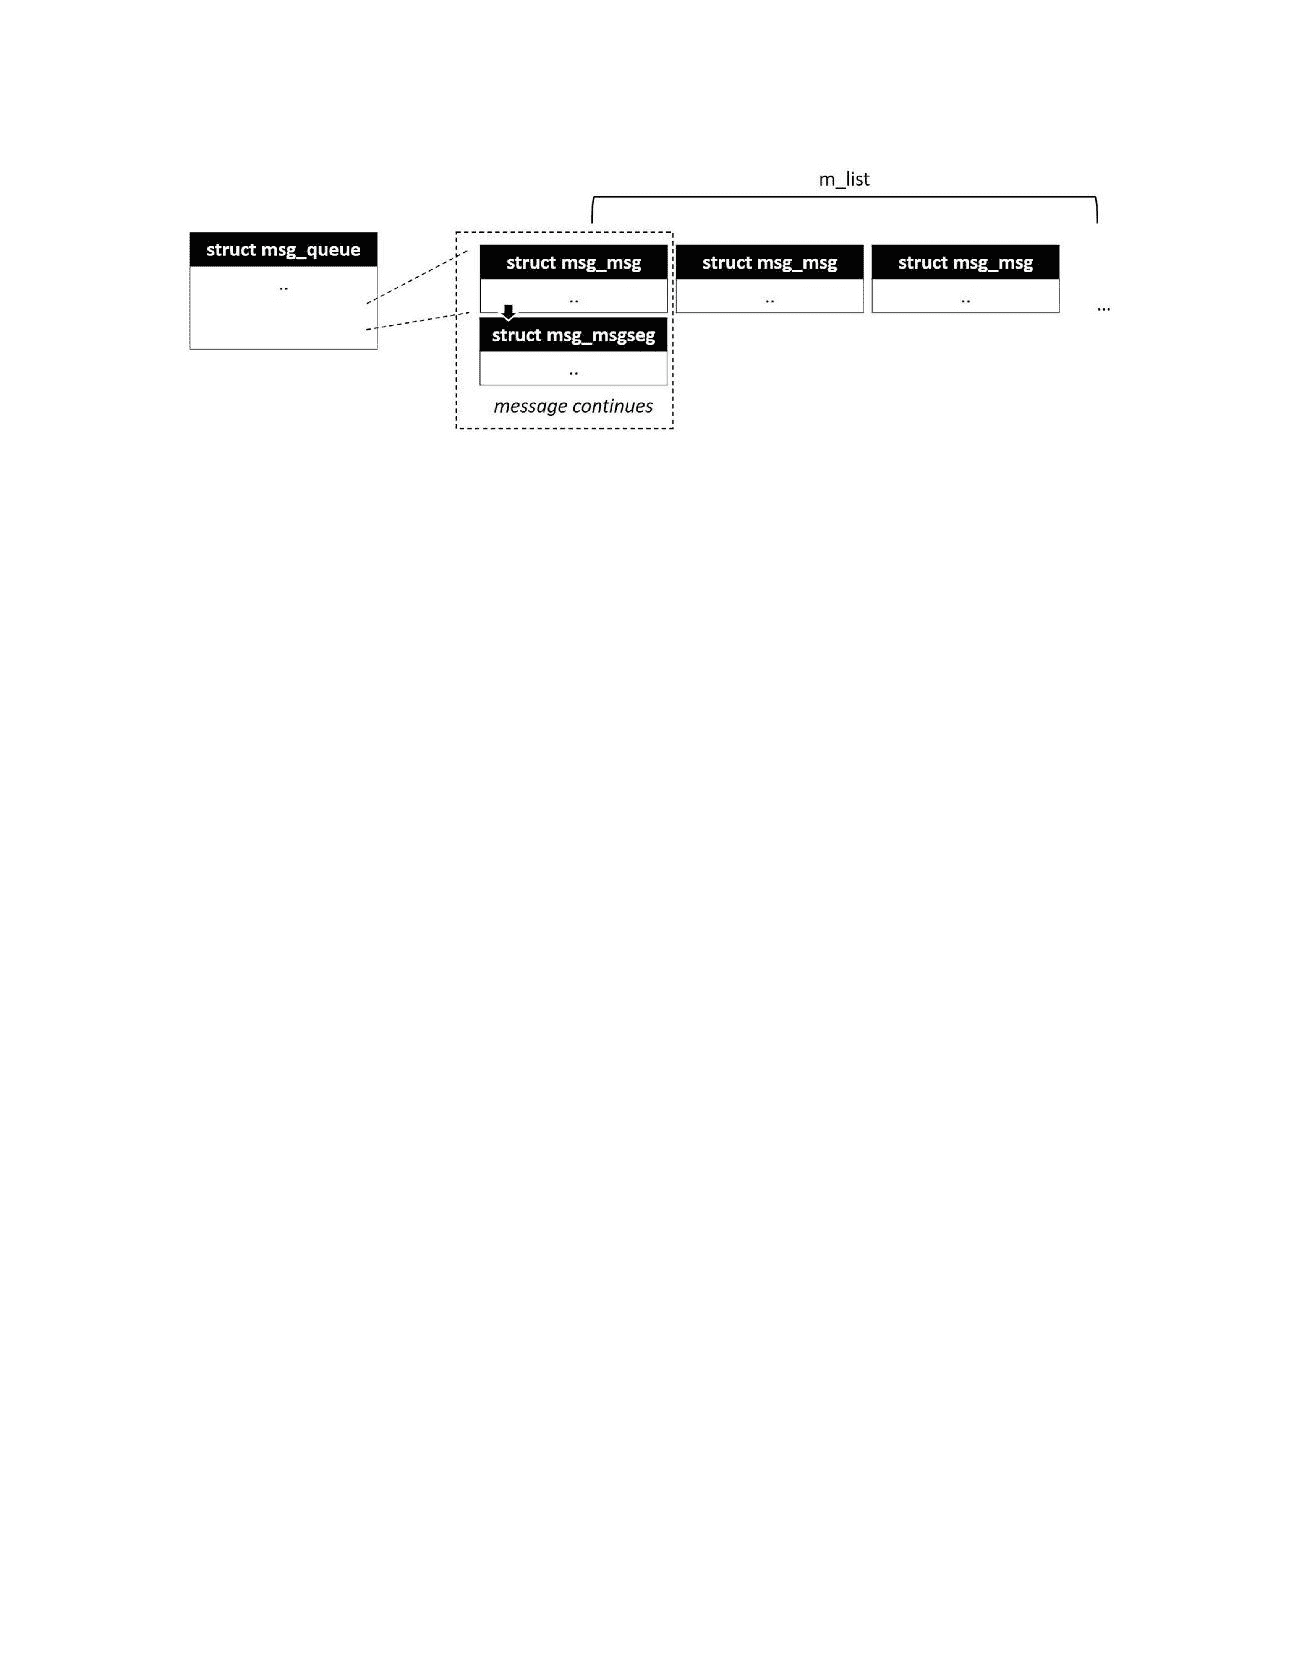 m_list
struct msg_queue
..
struct msg_msg
..
struct msg_msg
..
struct msg_msg
..
...
struct msg_msgseg
..
message continues